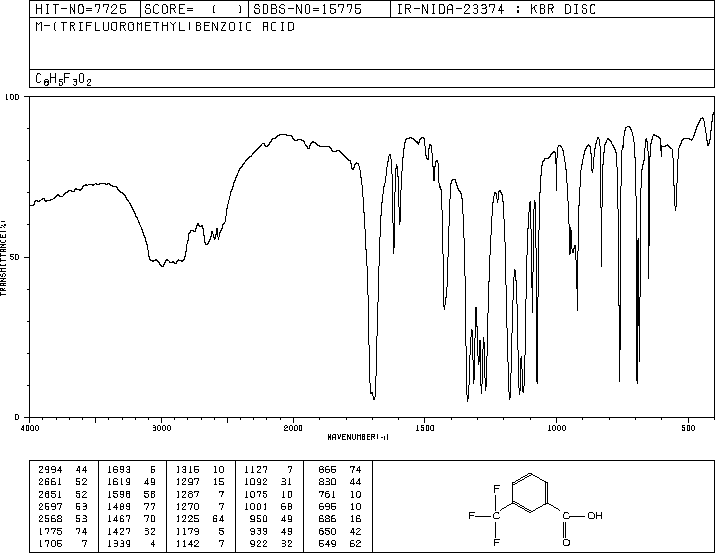 HIT-NO=7725 SCORE= ( ) SDBS-NO=15775 IR-NIDA-23374 : KBR DISC
M-(TRIFLUOROMETHYL)BENZOIC ACID
C8H5F3O2
100
50
0
TRANSMITTANCE(%)
4000 3000 2000 1500 1000 500
WAVENUMBER(-1)
2994 44 1693 5 1316 10 1127 7 866 74
2661 52 1619 49 1297 15 1092 31 830 44
2651 52 1598 58 1287 7 1075 10 761 10
2597 53 1489 77 1270 7 1001 68 695 10
2568 53 1467 70 1225 64 950 49 686 16
1775 74 1427 32 1179 5 939 49 650 42
1706 7 1339 4 1142 7 922 32 549 62
F
F C C OH
F O